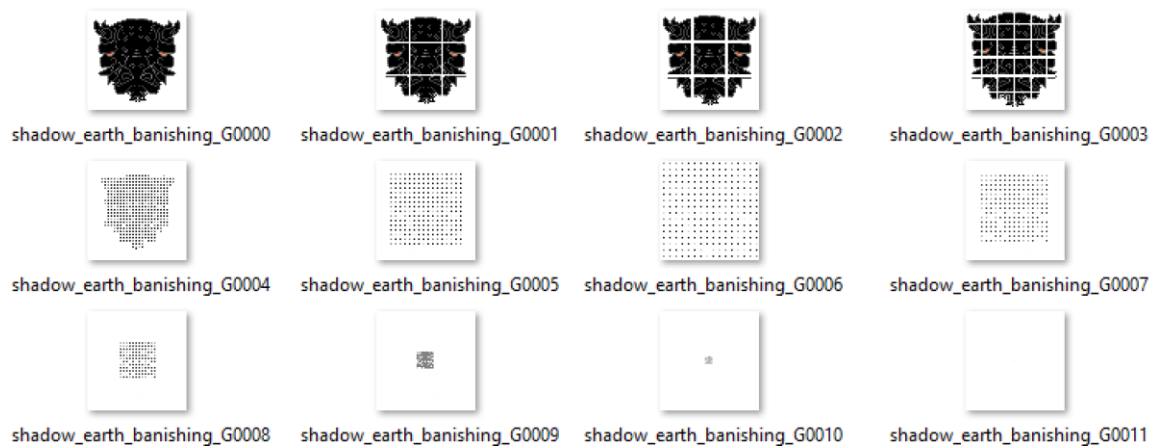 shadow_earth_banishing_G0000 shadow_earth_banishing_G0001 shadow_earth_banishing_G0002 shadow_earth_banishing_G0003
shadow_earth_banishing_G0004 shadow_earth_banishing_G0005 shadow_earth_banishing_G0006 shadow_earth_banishing_G0007
shadow_earth_banishing_G0008 shadow_earth_banishing_G0009 shadow_earth_banishing_G0010 shadow_earth_banishing_G0011